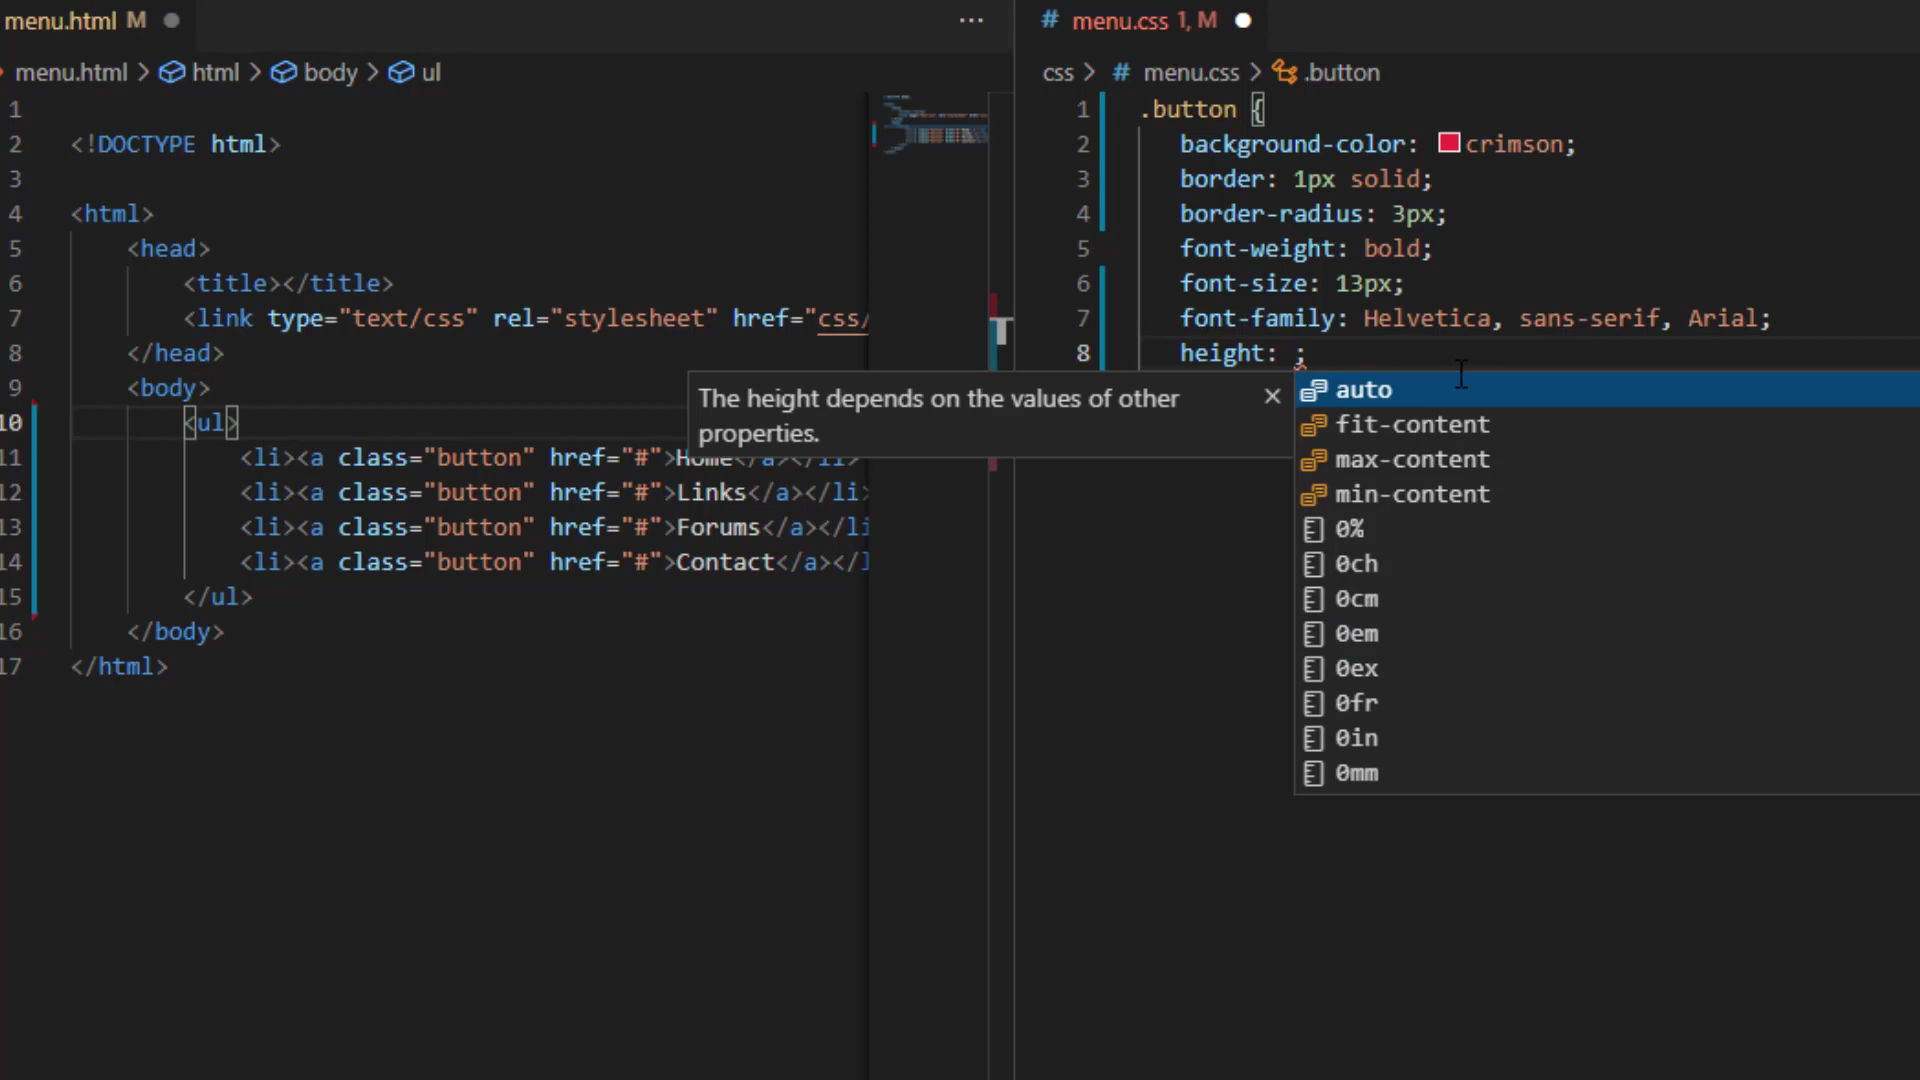 menu.html M
menu.html > html > body > ul
1
2 <!DOCTYPE html>
3
4 <html>
5 <head>
6 <title></title>
7 <link type="text/css" rel="stylesheet" href="css/
8 </head>
9 <body>
10 <ul>
11 <li><a class="button" href="#">Home</a></li>
12 <li><a class="button" href="#">Links</a></li>
13 <li><a class="button" href="#">Forums</a></li
14 <li><a class="button" href="#">Contact</a></l
15 </ul>
16 </body>
17 </html>
# menu.css 1, M
css > # menu.css > .button
1 .button {
2 background-color: crimson;
3 border: 1px solid;
4 border-radius: 3px;
5 font-weight: bold;
6 font-size: 13px;
7 font-family: Helvetica, sans-serif, Arial;
8 height: ;
The height depends on the values of other
properties.
auto
fit-content
max-content
min-content
0%
0ch
0cm
0em
0ex
0fr
0in
0mm